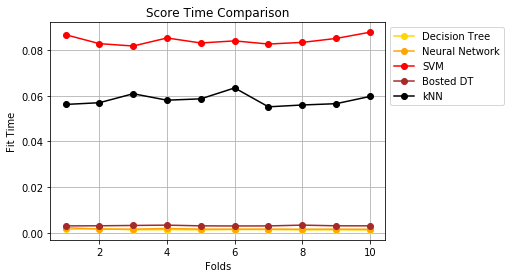 Score Time Comparison
Fit Time
0.08
0.06
0.04
0.02
0.00
2 4 6 8 10
Folds
Decision Tree
Neural Network
SVM
Bosted DT
kNN